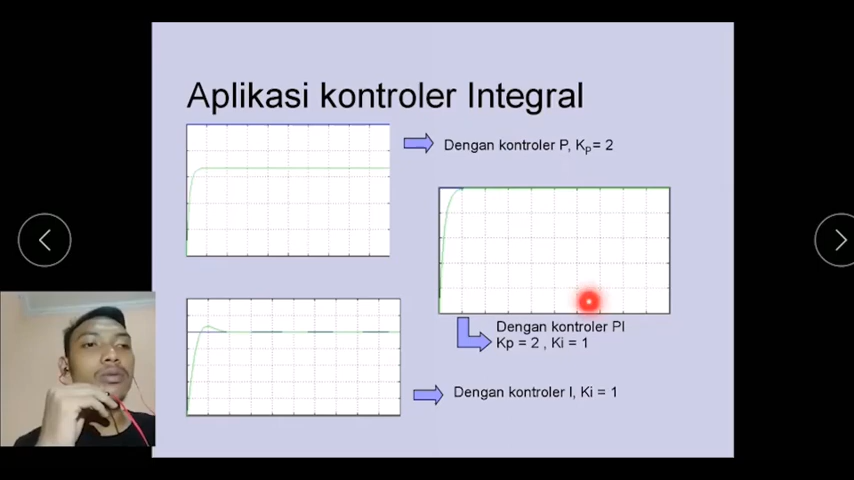 Aplikasi kontroler Integral
Dengan kontroler P, KP= 2
Dengan kontroler PI
Kp = 2 , Ki = 1
Dengan kontroler I, Ki = 1